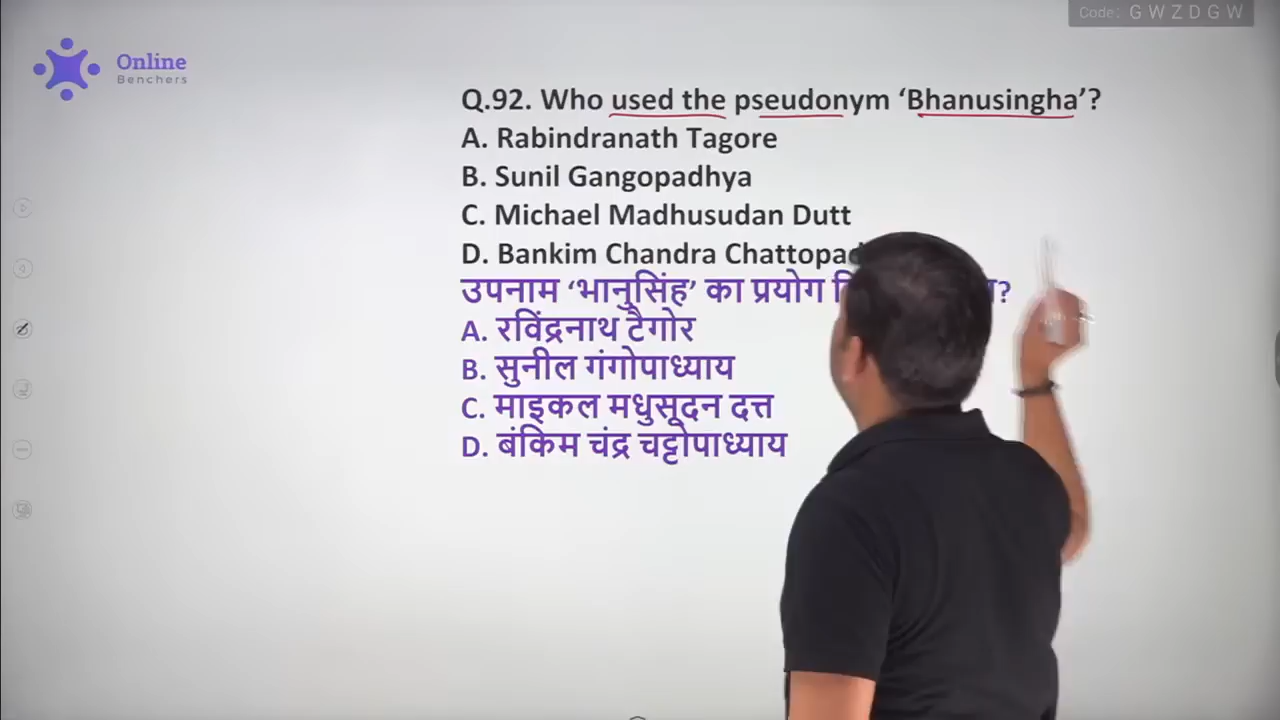 Code: G W Z D G W
Online
Benchers
Q.92. Who used the pseudonym ‘Bhanusingha’?
A. Rabindranath Tagore
B. Sunil Gangopadhya
C. Michael Madhusudan Dutt
D. Bankim Chandra
उपनाम ‘भानुसिंह’ का प्रयोग
A. रविंद्रनाथ टैगोर
B. सुनील गंगोपाध्याय
C. माइकल मधुसूदन दत्त
D. बंकिम चंद्र चट्टोपाध्याय